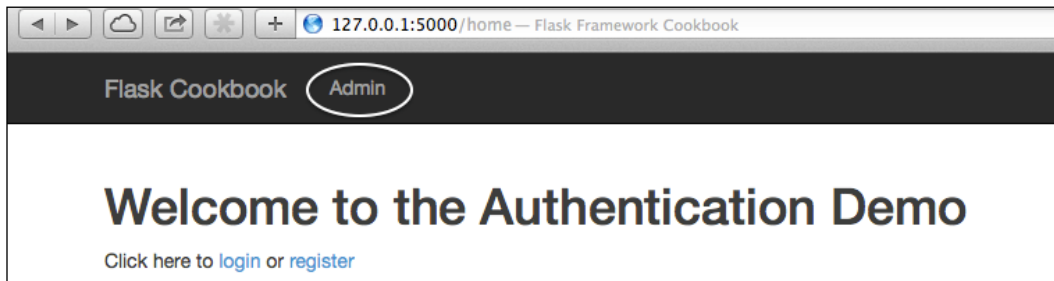 127.0.0.1:5000/home — Flask Framework Cookbook
Flask Cookbook Admin
Welcome to the Authentication Demo
Click here to login or register